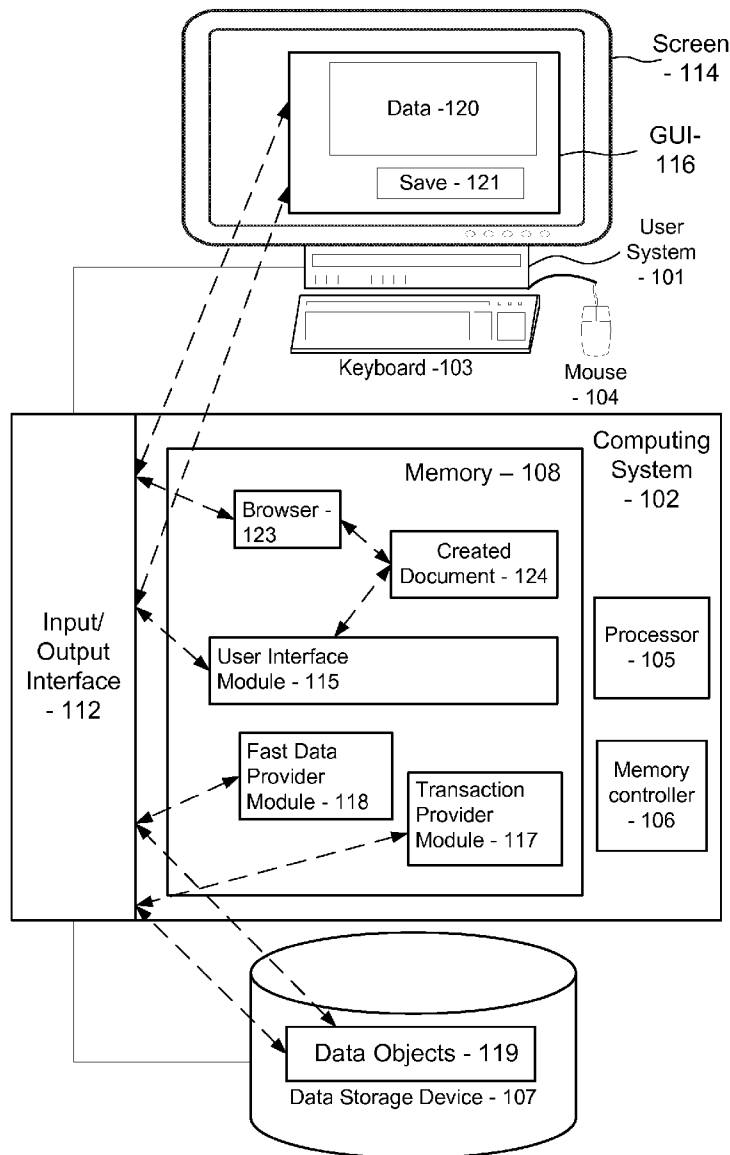 Screen
- 114
Data -120
GUI-
116
Save - 121
User
System
- 101
Keyboard -103
Mouse
- 104
Computing
System
- 102
Memory – 108
Browser -
123
Created
Document - 124
Input/
Output
Interface
- 112
User Interface
Module - 115
Processor
- 105
Fast Data
Provider
Module - 118
Transaction
Provider
Module - 117
Memory
controller
- 106
Data Objects - 119
Data Storage Device - 107